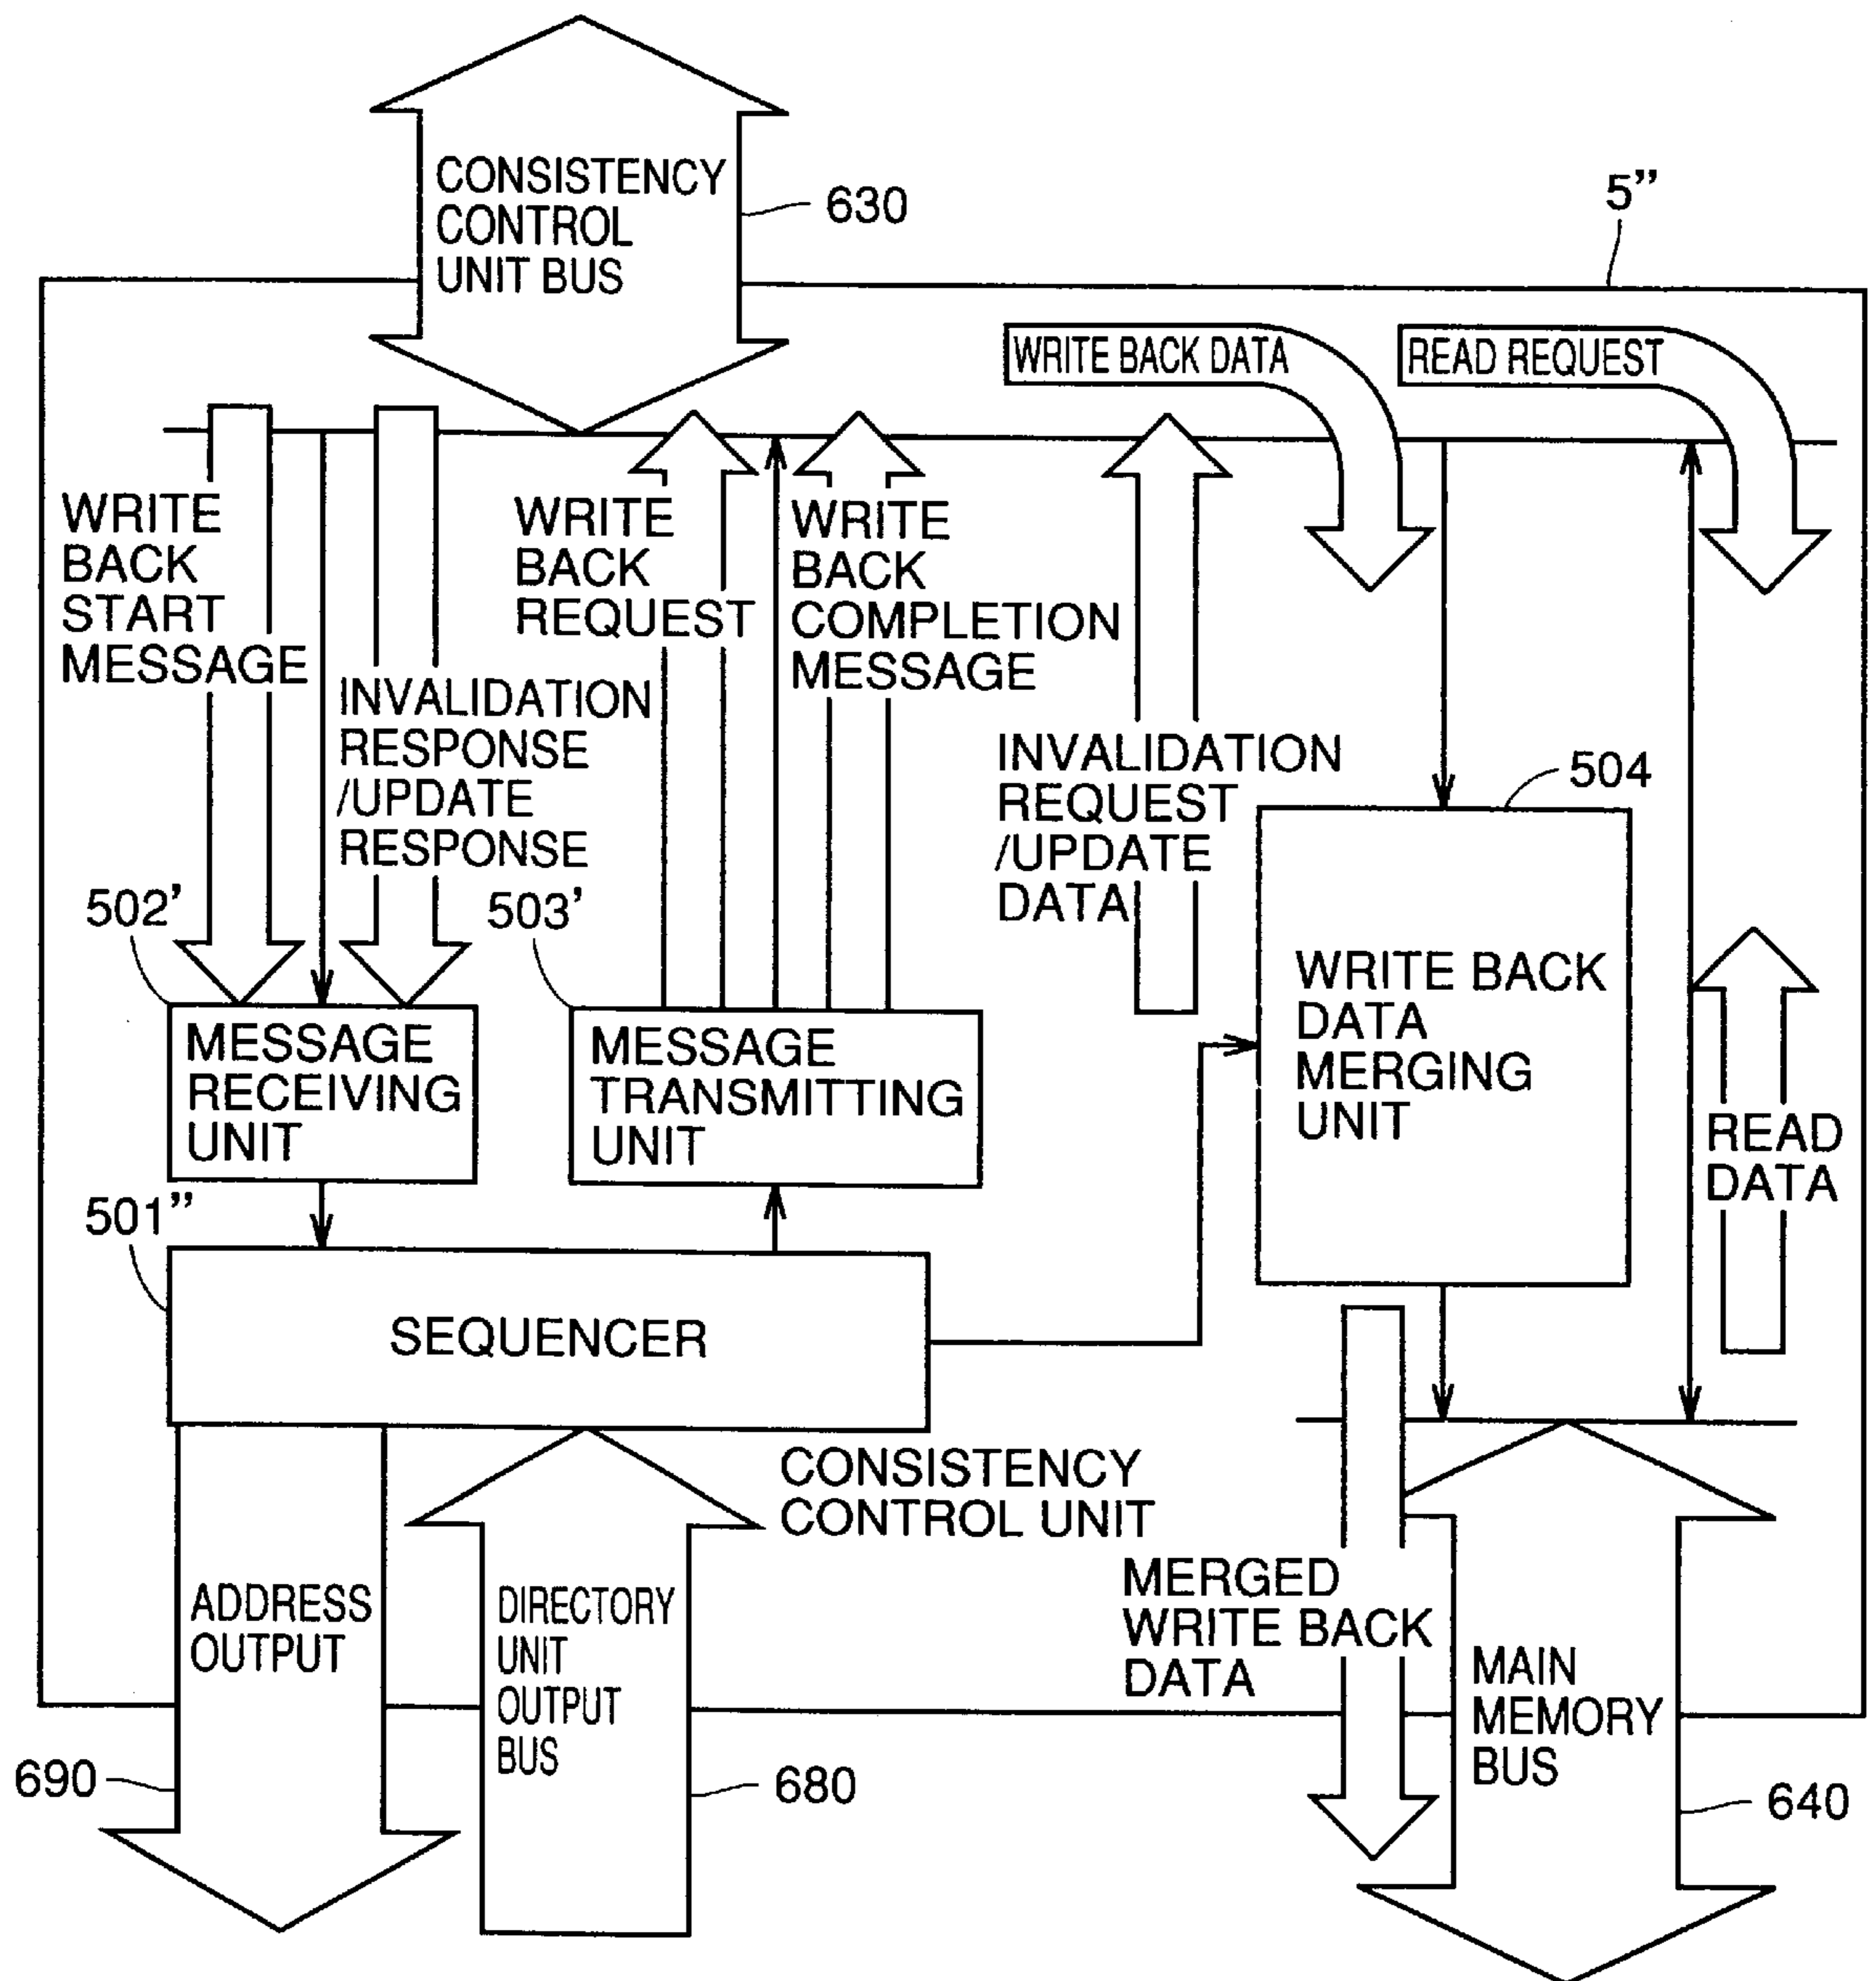 CONSISTENCY
CONTROL
UNIT BUS
630
5”
WRITE BACK DATA
READ REQUEST
WRITE
BACK
START
MESSAGE
INVALIDATION
RESPONSE
/UPDATE
RESPONSE
WRITE
BACK
REQUEST
WRITE
BACK
COMPLETION
MESSAGE
INVALIDATION
REQUEST
/UPDATE
DATA
504
502’
503’
MESSAGE
RECEIVING
UNIT
MESSAGE
TRANSMITTING
UNIT
WRITE BACK
DATA
MERGING
UNIT
READ
DATA
501”
SEQUENCER
CONSISTENCY
CONTROL UNIT
ADDRESS
OUTPUT
DIRECTORY
UNIT
OUTPUT
BUS
MERGED
WRITE BACK
DATA
MAIN
MEMORY
BUS
690
680
640